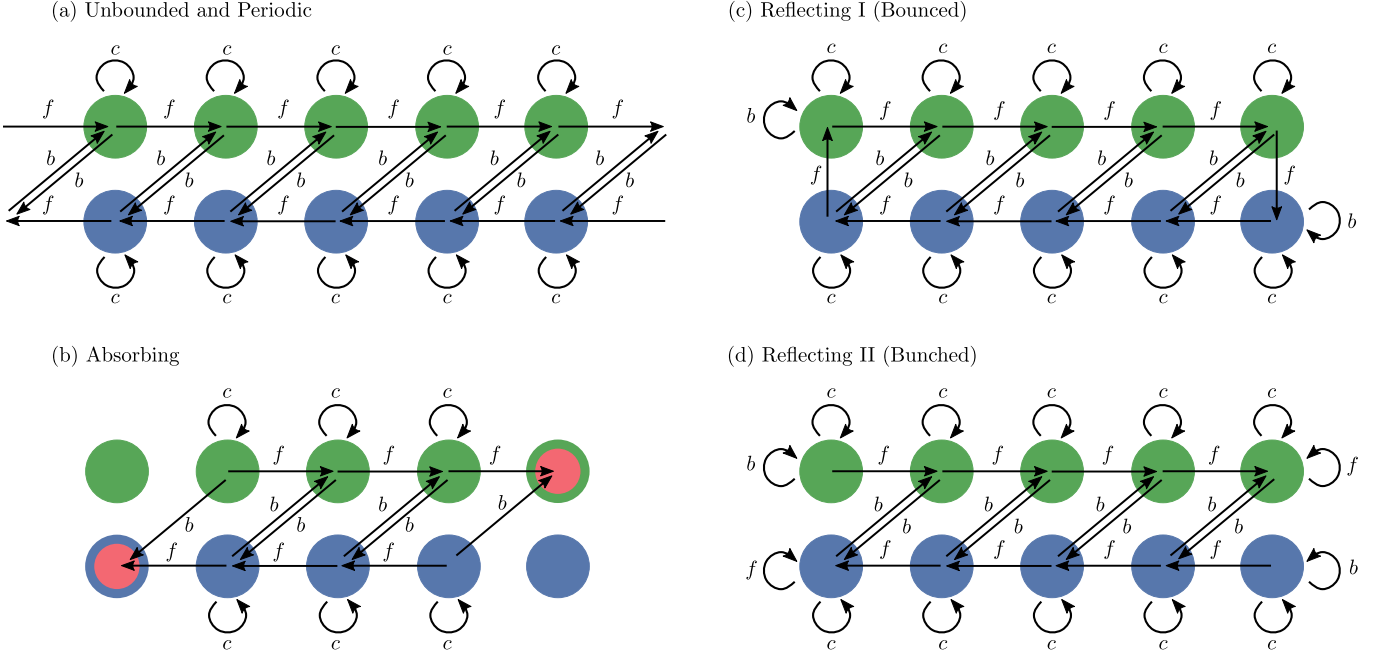 (a) Unbounded and Periodic
c c c c c
f f f f f f
b b b b b b
b b b b b b
f f f f f f
c c c c c
(b) Absorbing
c c c
f f f
b b b
b b b
f f f
c c c
(c) Reflecting I (Bounced)
c c c c c
b f f f f
b b b b
f b b b b f
f f f f b
c c c c c
(d) Reflecting II (Bunched)
c c c c c
b f f f f f
b b b b
b b b b
f f f f f b
c c c c c